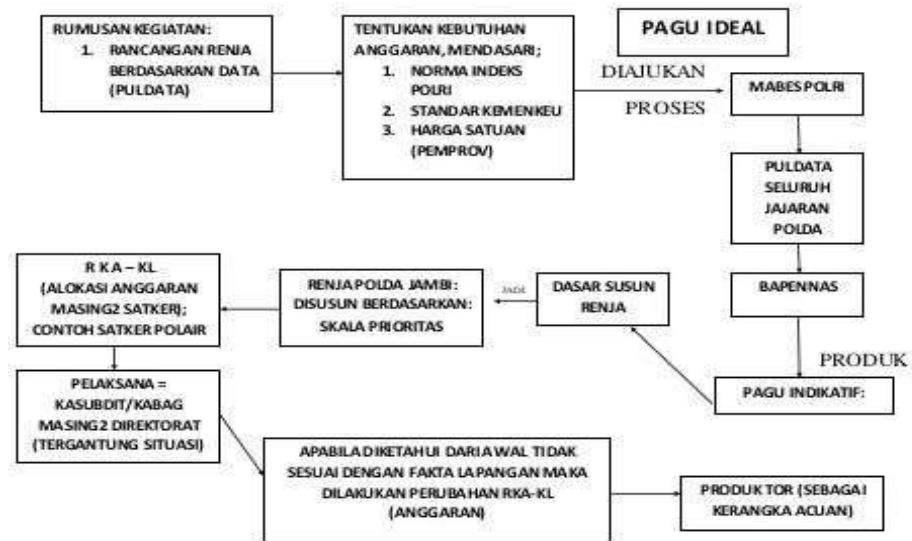 RUMUSAN KEGIATAN:
1. RANCANGAN RENJA
BERDASARKAN DATA
(PULDATA)
TENTUKAN KEBUTUHAN
ANGGARAN, MENDASARI;
1. NORMA INDEKS
POLRI
2. STANDAR KEMENKEU
3. HARGA SATUAN
(PEMPROV)
PAGU IDEAL
DIAJUKAN
PROSES
MABES POLRI
PULDATA
SELURUH
JAJARAN
POLDA
BAPENNAS
PRODUK
PAGU INDIKATIF:
DASAR SUSUN
RENJA
JADI
RENJA POLDA JAMBI:
DISUSUN BERDASARKAN:
SKALA PRIORITAS
R K A – KL
(ALOKASI ANGGARAN
MASING2 SATKER);
CONTOH SATKER POLAIR
PELAKSANA =
KASUBDIT/KABAG
MASING2 DIREKTORAT
(TERGANTUNG SITUASI)
APABILA DIKETAHUI DARI AWAL TIDAK
SESUAI DENGAN FAKTA LAPANGAN MAKA
DILAKUKAN PERUBAHAN RKA-KL
(ANGGARAN)
PRODUK TOR (SEBAGAI
KERANGKA ACUAN)